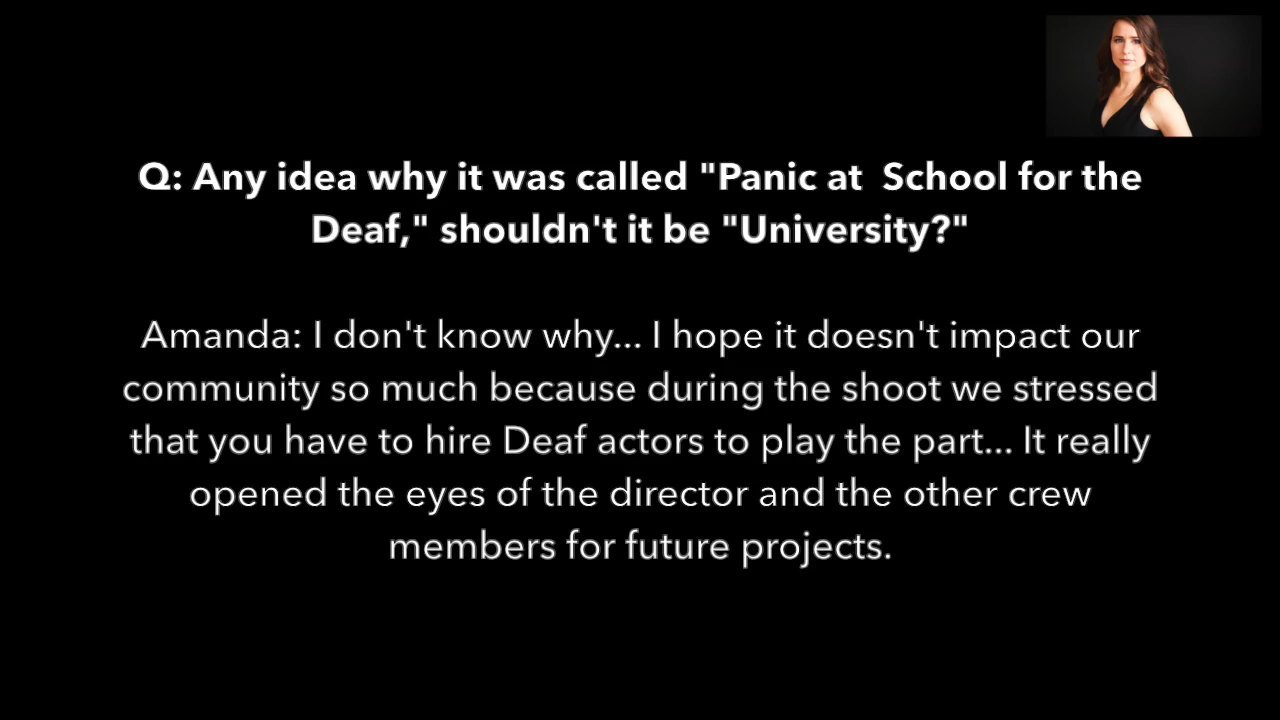 Q: Any idea why it was called "Panic at  School for the
Deaf," shouldn't it be "University?"
Amanda: I don't know why... I hope it doesn't impact our
community so much because during the shoot we stressed
that you have to hire Deaf actors to play the part... It really
opened the eyes of the director and the other crew
members for future projects.